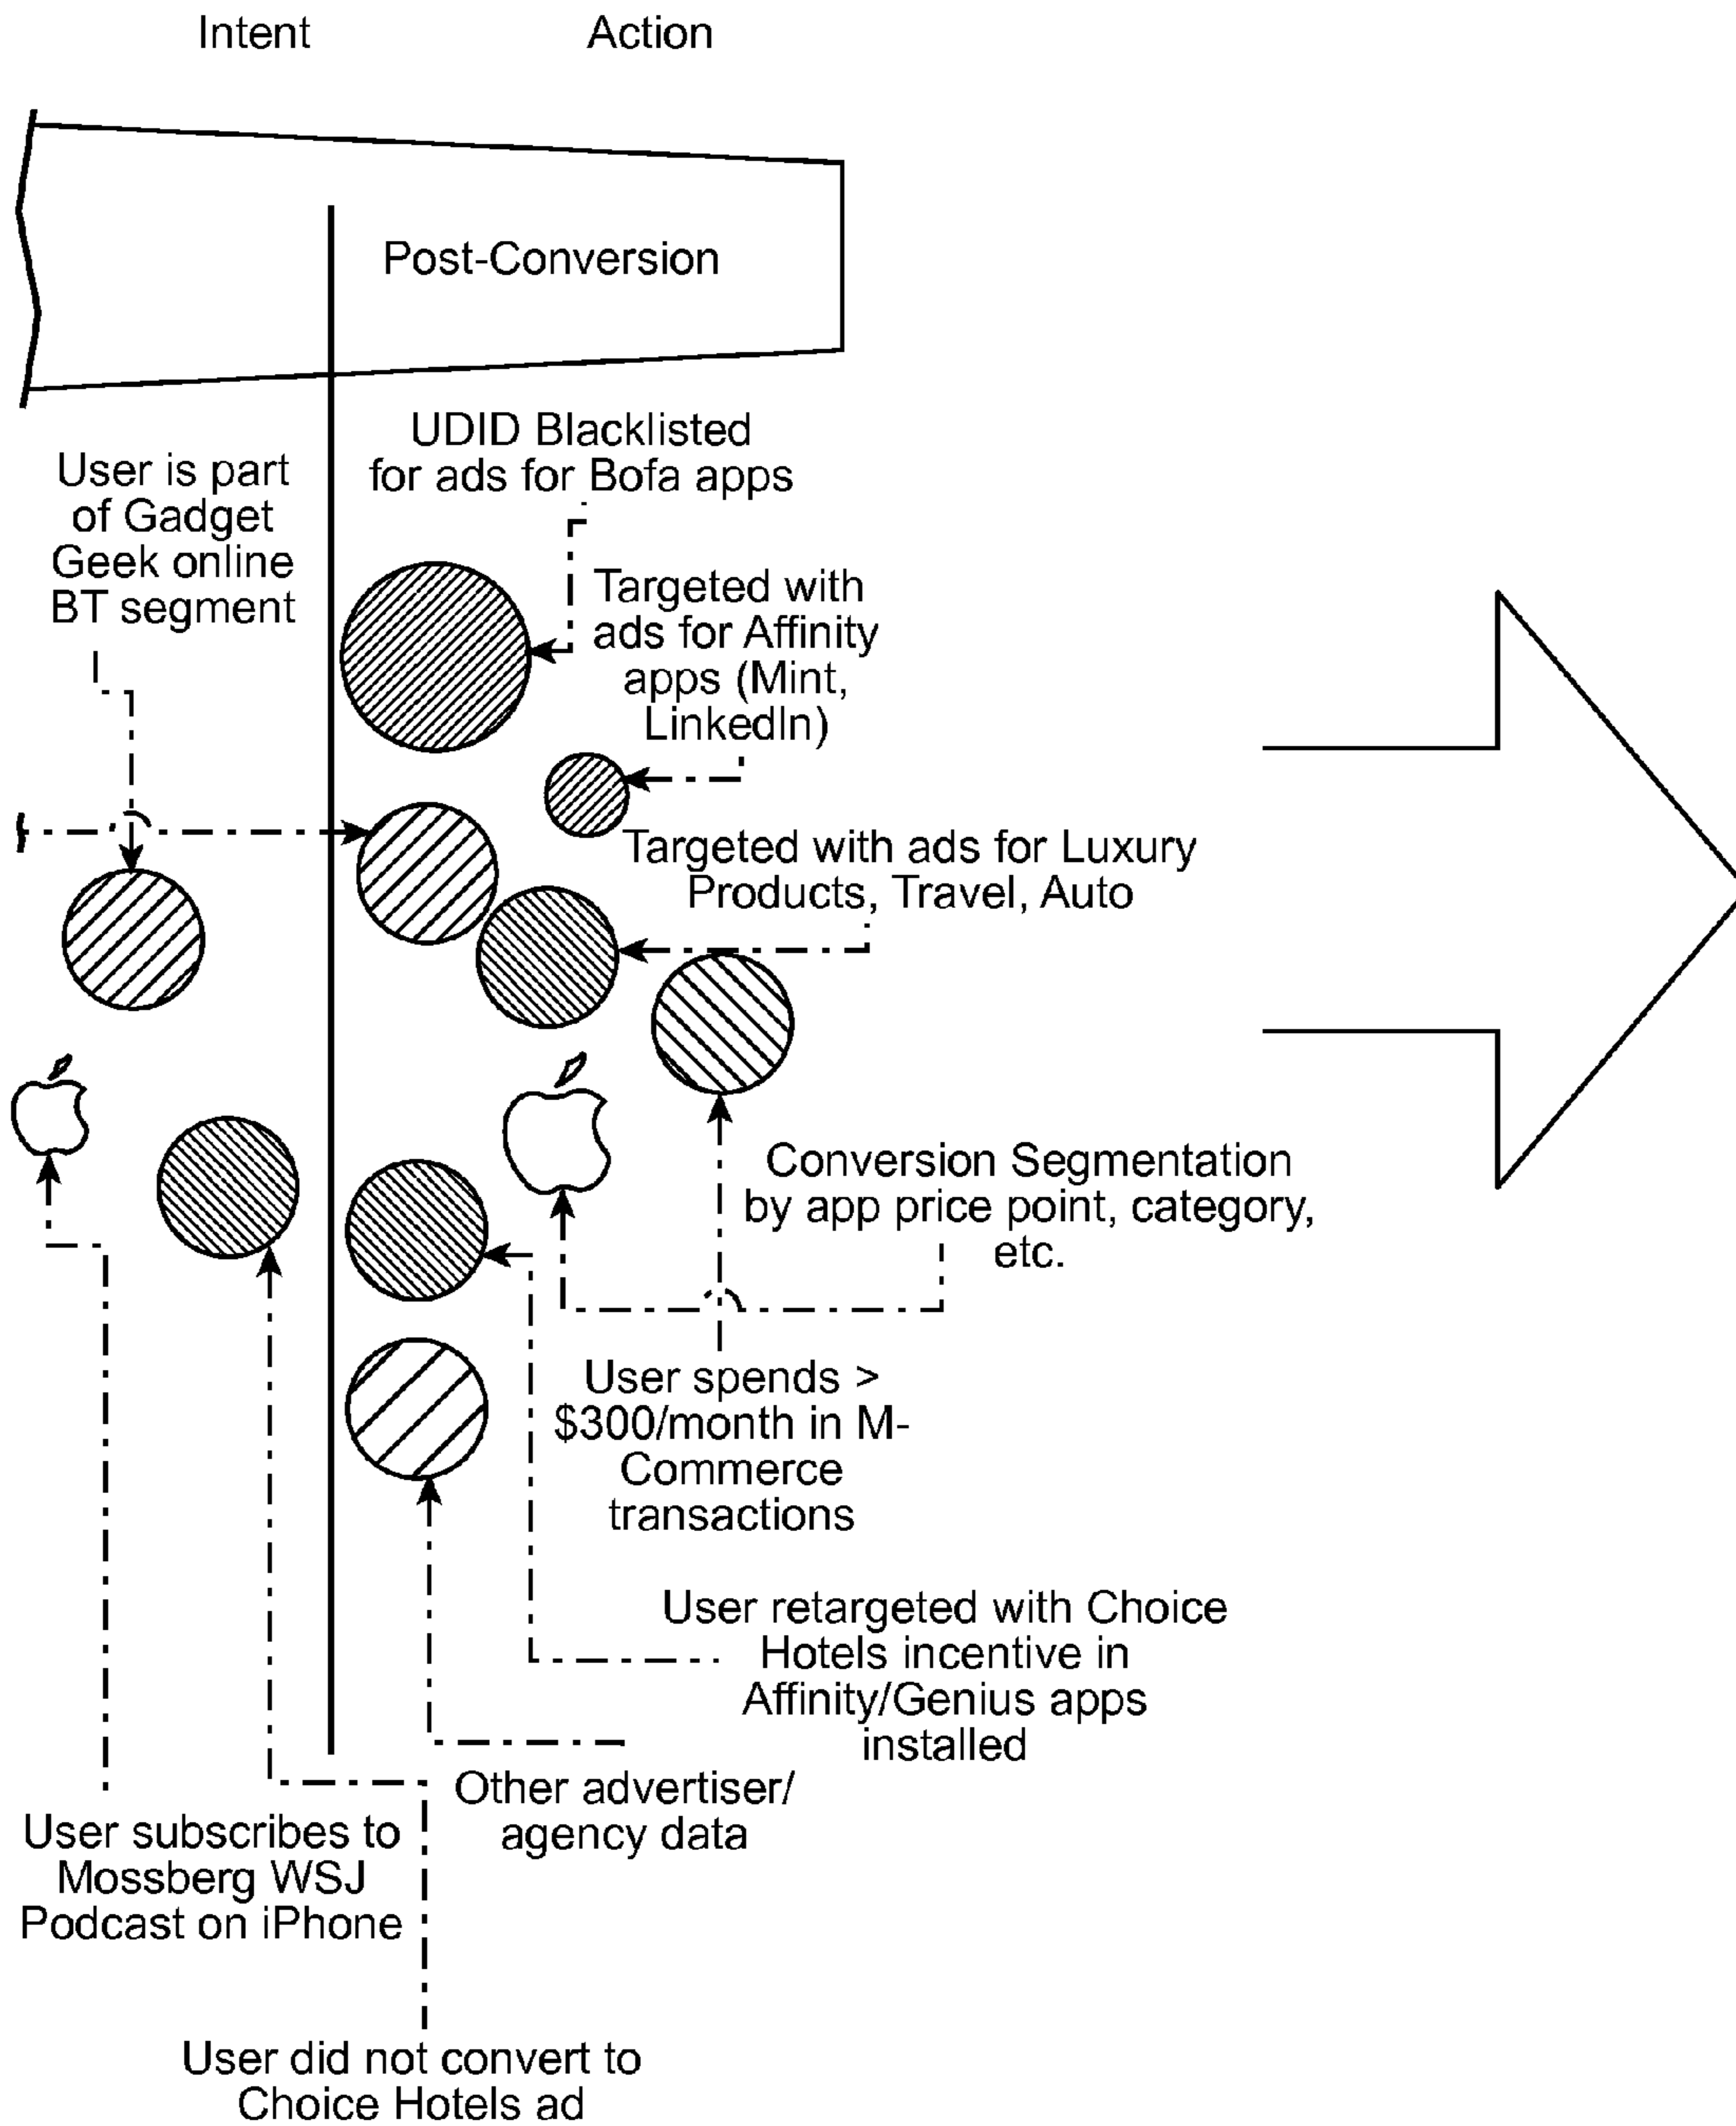 Intent
Action
Post-Conversion
UDID Blacklisted
for ads for Bofa apps
User is part
of Gadget
Geek online
BT segment
Targeted with
ads for Affinity
apps (Mint,
LinkedIn)
Targeted with ads for Luxury
Products, Travel, Auto
Conversion Segmentation
by app price point, category,
etc.
User spends >
$300/month in M-
Commerce
transactions
User retargeted with Choice
Hotels incentive in
Affinity/Genius apps
installed
Other advertiser/
agency data
User subscribes to
Mossberg WSJ
Podcast on iPhone
User did not convert to
Choice Hotels ad